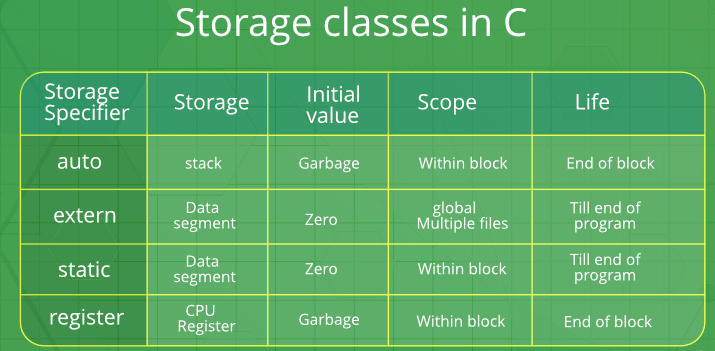 Storage classes in C
Storage Specifier Storage Initial value Scope Life
auto stack Garbage Within block End of block
extern Data segment Zero global Multiple files Till end of program
static Data segment Zero Within block Till end of program
register CPU Register Garbage Within block End of block